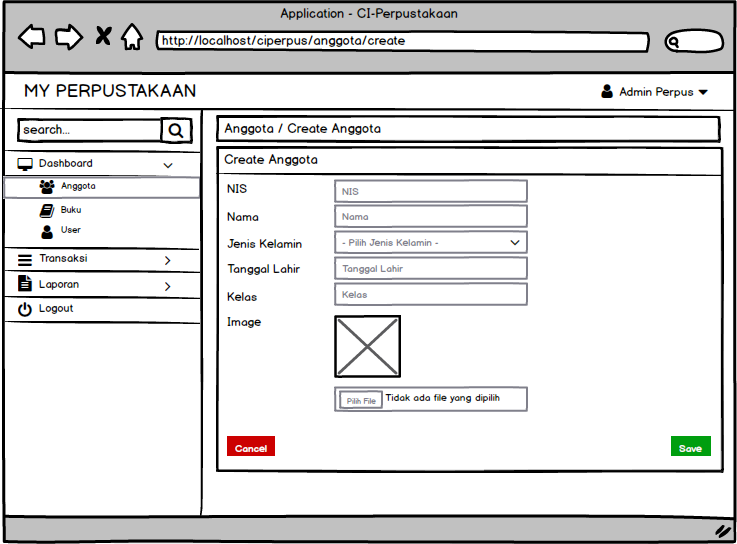 Application - CI-Perpustakaan
http://localhost/ciperpus/anggota/create
MY PERPUSTAKAAN
Admin Perpus
search...
Dashboard
Anggota
Buku
User
Transaksi
Laporan
Logout
Anggota / Create Anggota
Create Anggota
NIS NIS
Nama Nama
Jenis Kelamin - Pilih Jenis Kelamin -
Tanggal Lahir Tanggal Lahir
Kelas Kelas
Image
Pilih File Tidak ada file yang dipilih
Cancel Save